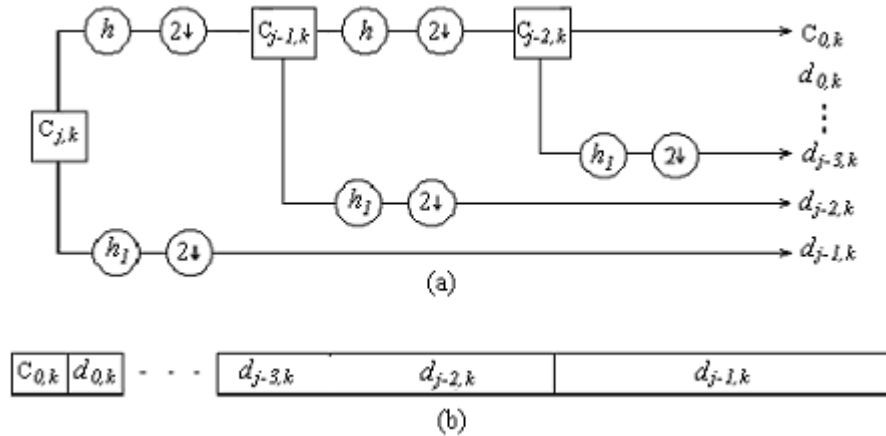 h 2↓ C_{j-1,k} h 2↓ C_{j-2,k} C_{0,k}
d_{0,k}
C_{j,k}
h_1 2↓ d_{j-3,k}
h_1 2↓ d_{j-2,k}
h_1 2↓ d_{j-1,k}
(a)
C_{0,k} d_{0,k} - - - d_{j-3,k} d_{j-2,k} d_{j-1,k}
(b)